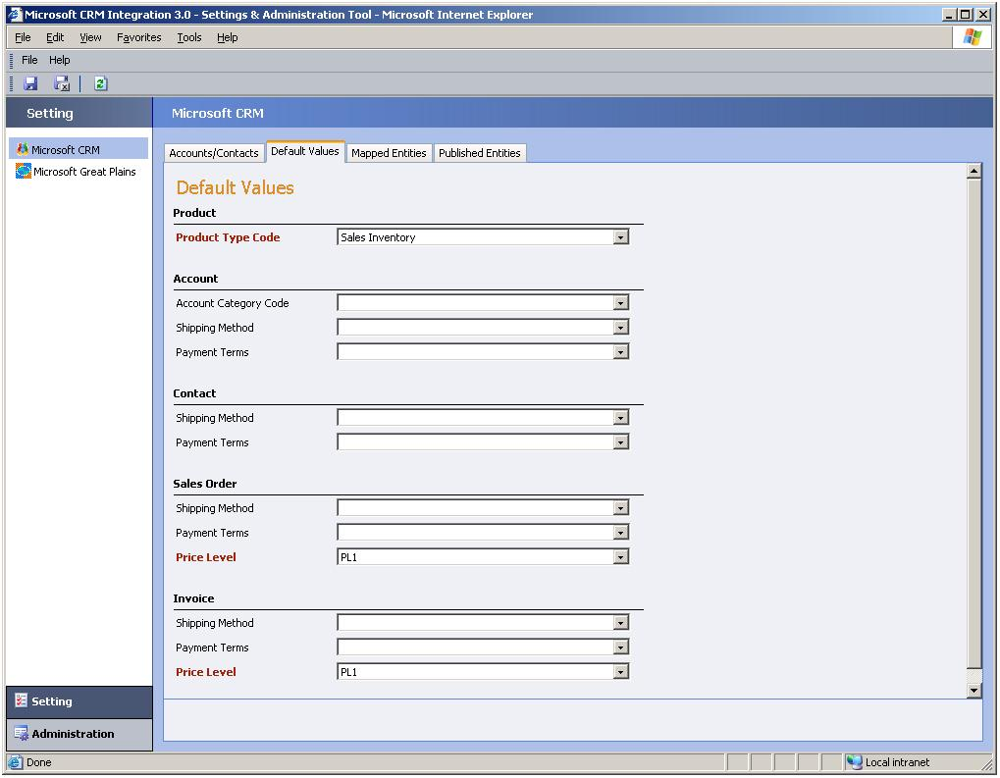 Microsoft CRM Integration 3.0 - Settings & Administration Tool - Microsoft Internet Explorer
File Edit View Favorites Tools Help
File Help
Setting
Microsoft CRM
Microsoft CRM
Microsoft Great Plains
Accounts/Contacts Default Values Mapped Entities Published Entities
Default Values
Product
Product Type Code Sales Inventory
Account
Account Category Code
Shipping Method
Payment Terms
Contact
Shipping Method
Payment Terms
Sales Order
Shipping Method
Payment Terms
Price Level PL1
Invoice
Shipping Method
Payment Terms
Price Level PL1
Setting
Administration
Done Local intranet